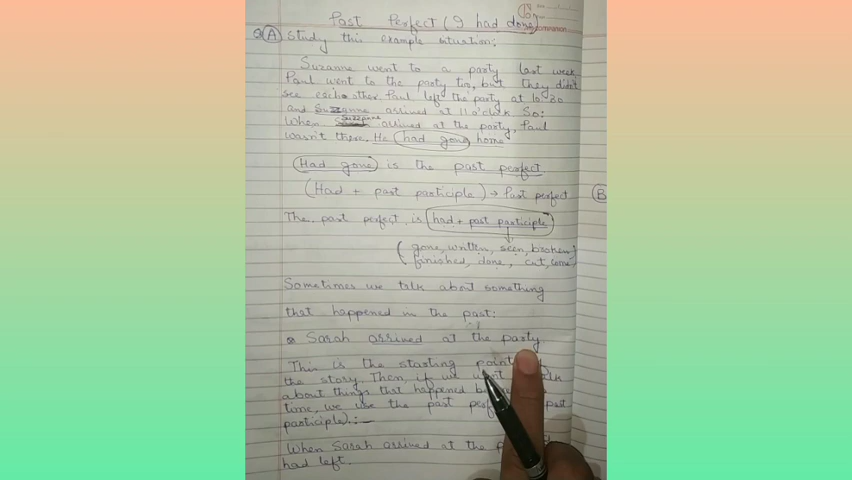 Past Perfect (I had done)
A Study this example situation:
Suzanne went to a party last week.
Paul went to the party too, but they didn't
see each other. Paul left the party at 10:30
and Suzzanne arrived at 11 o'clock So:
When Suzzane arrived at the party, Paul
wasn't there. He had gone home
Had gone is the past perfect
(Had + past participle) → Past perfect
B
The past perfect is had + past participle
(gone, written, seen, broken,
finished, done, cut, come)
Sometimes we talk about something
that happened in the past:
Sarah arrived at the party
This is the starting point
the story. Then, if we
about things that happened
time, we use the past
participle).:-
When Sarah arrived at the
had left.